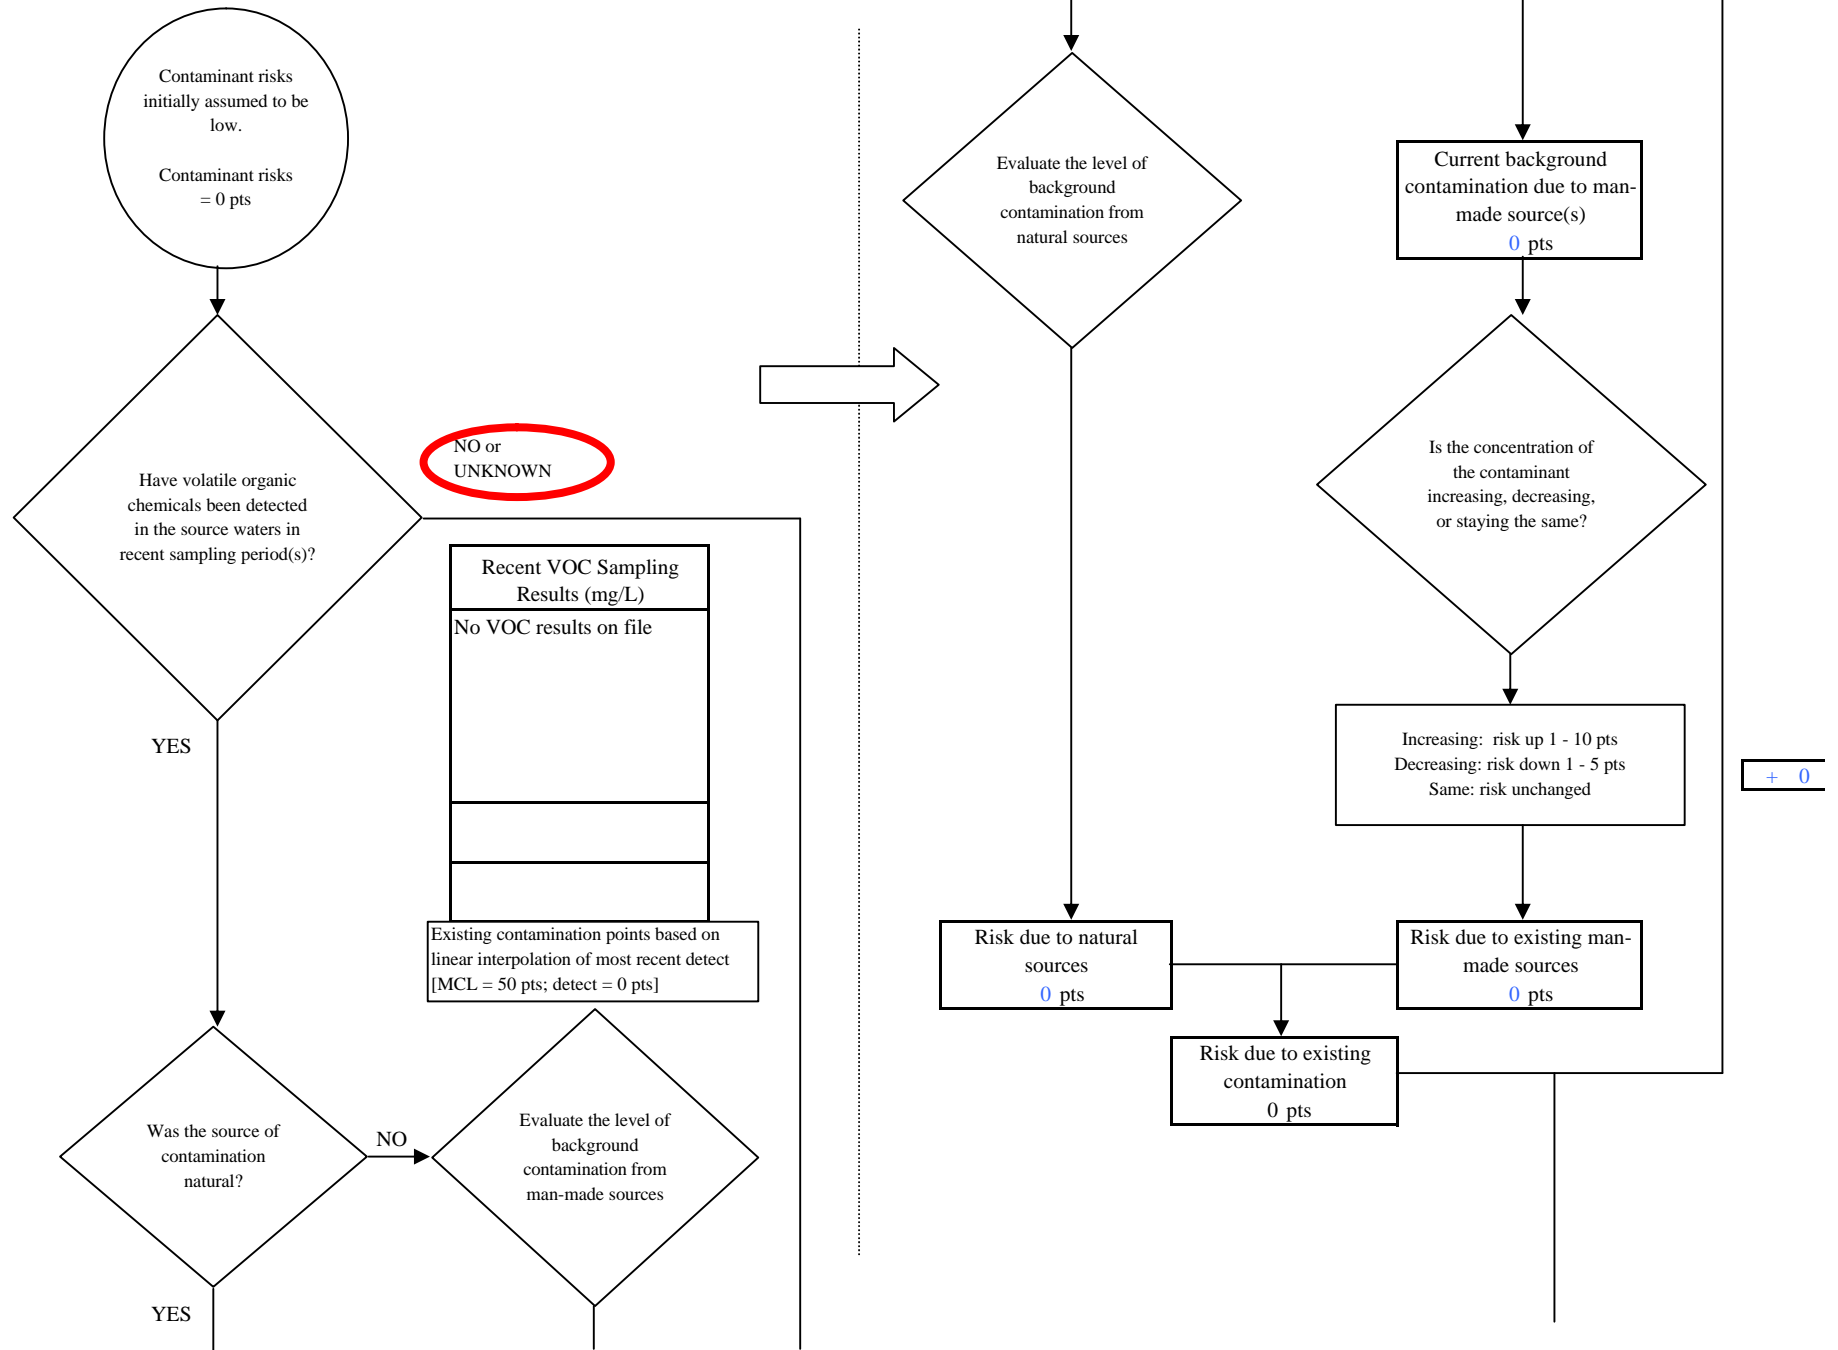 Contaminant risks
initially assumed to be
low.
Contaminant risks
= 0 pts
Have volatile organic
chemicals been detected
in the source waters in
recent sampling period(s)?
NO or
UNKNOWN
Recent VOC Sampling
Results (mg/L)
No VOC results on file
YES
Existing contamination points based on
linear interpolation of most recent detect
[MCL = 50 pts; detect = 0 pts]
Was the source of
contamination
natural?
NO
Evaluate the level of
background
contamination from
man-made sources
YES
Evaluate the level of
background
contamination from
natural sources
Current background
contamination due to man-
made source(s)
0 pts
Is the concentration of
the contaminant
increasing, decreasing,
or staying the same?
Increasing: risk up 1 - 10 pts
Decreasing: risk down 1 - 5 pts
Same: risk unchanged
+ 0
Risk due to natural
sources
0 pts
Risk due to existing man-
made sources
0 pts
Risk due to existing
contamination
0 pts